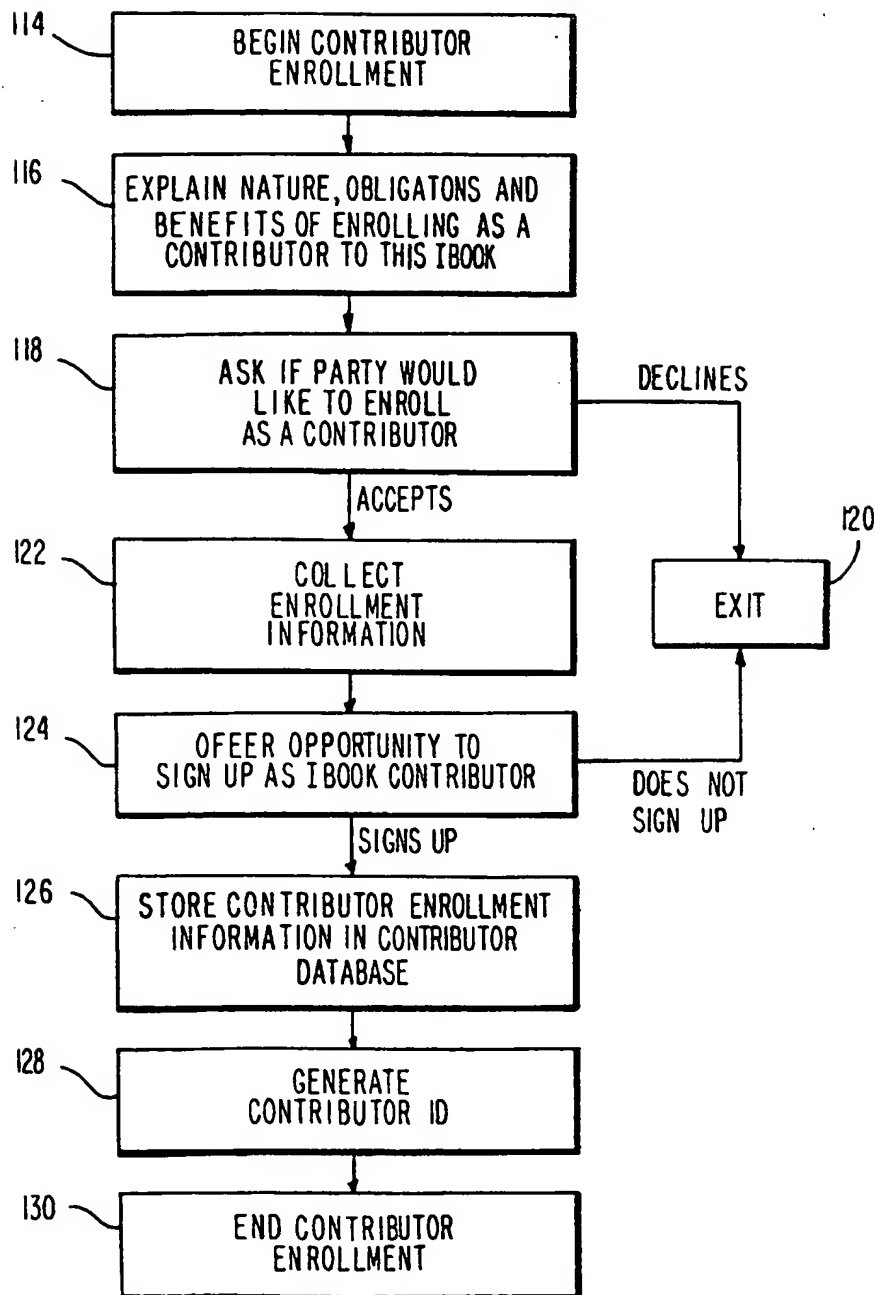 114
BEGIN CONTRIBUTOR
ENROLLMENT
116
EXPLAIN NATURE, OBLIGATONS AND
BENEFITS OF ENROLLING AS A
CONTRIBUTOR TO THIS IBOOK
118
ASK IF PARTY WOULD
LIKE TO ENROLL
AS A CONTRIBUTOR
DECLINES
ACCEPTS
120
EXIT
122
COLLECT
ENROLLMENT
INFORMATION
124
OFEER OPPORTUNITY TO
SIGN UP AS IBOOK CONTRIBUTOR
DOES NOT
SIGN UP
SIGNS UP
126
STORE CONTRIBUTOR ENROLLMENT
INFORMATION IN CONTRIBUTOR
DATABASE
128
GENERATE
CONTRIBUTOR ID
130
END CONTRIBUTOR
ENROLLMENT